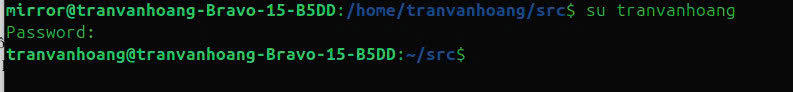 mirror@tranvanhoang-Bravo-15-B5DD:/home/tranvanhoang/src$ su tranvanhoang
Password:
tranvanhoang@tranvanhoang-Bravo-15-B5DD:~/src$